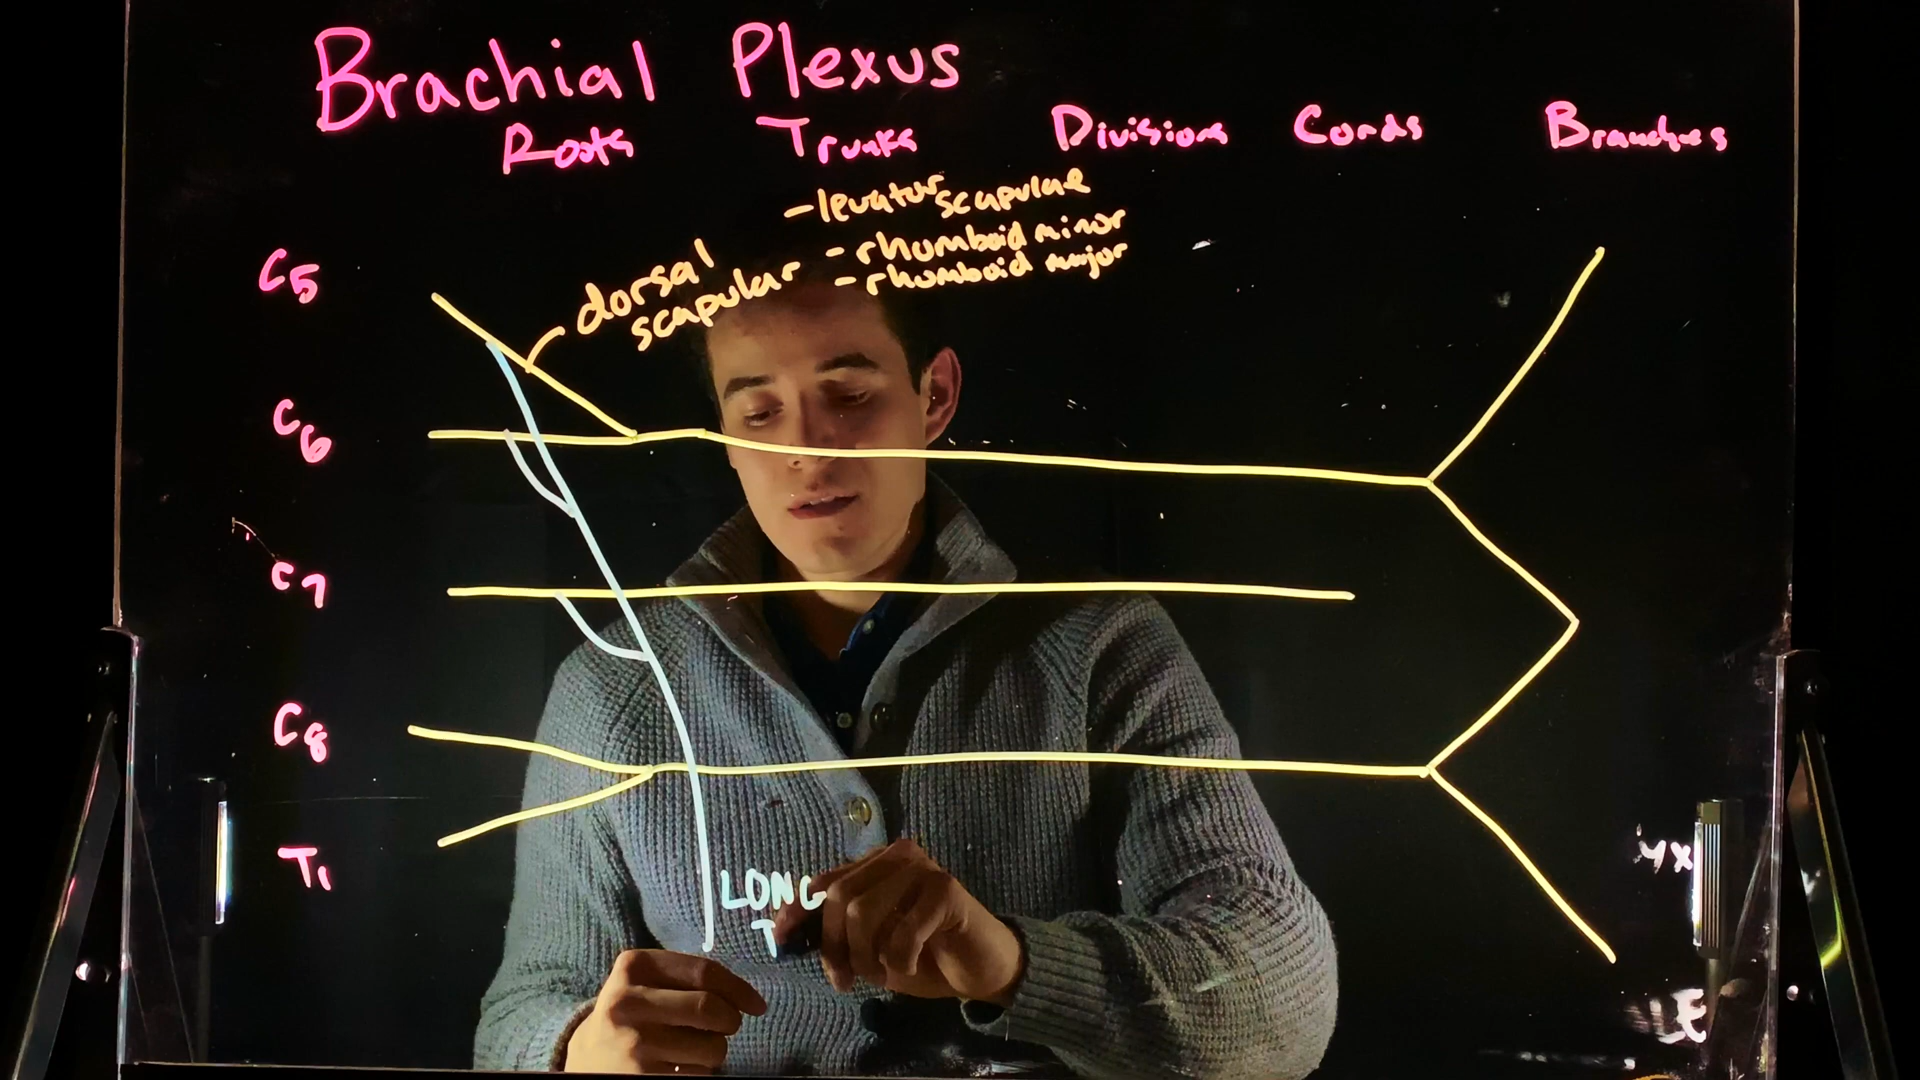 Brachial Plexus
Roots Trunks Divisions Cords Branches
- levator scapulae
- rhomboid minor
- rhomboid major
dorsal
scapular
C5
C6
C7
C8
T1
LONG
T